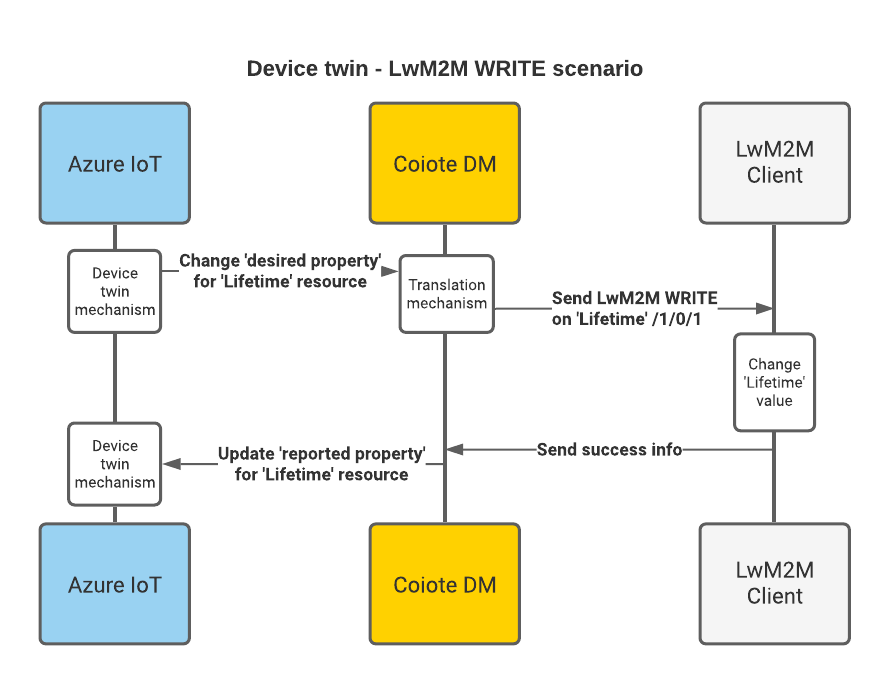 Device twin - LwM2M WRITE scenario
Azure IoT
Coiote DM
LwM2M
Client
Device
twin
mechanism
Change 'desired property'
for 'Lifetime' resource
Translation
mechanism
Send LwM2M WRITE
on 'Lifetime' /1/0/1
Change
'Lifetime'
value
Send success info
Update 'reported property'
for 'Lifetime' resource
Device
twin
mechanism
Azure IoT
Coiote DM
LwM2M
Client